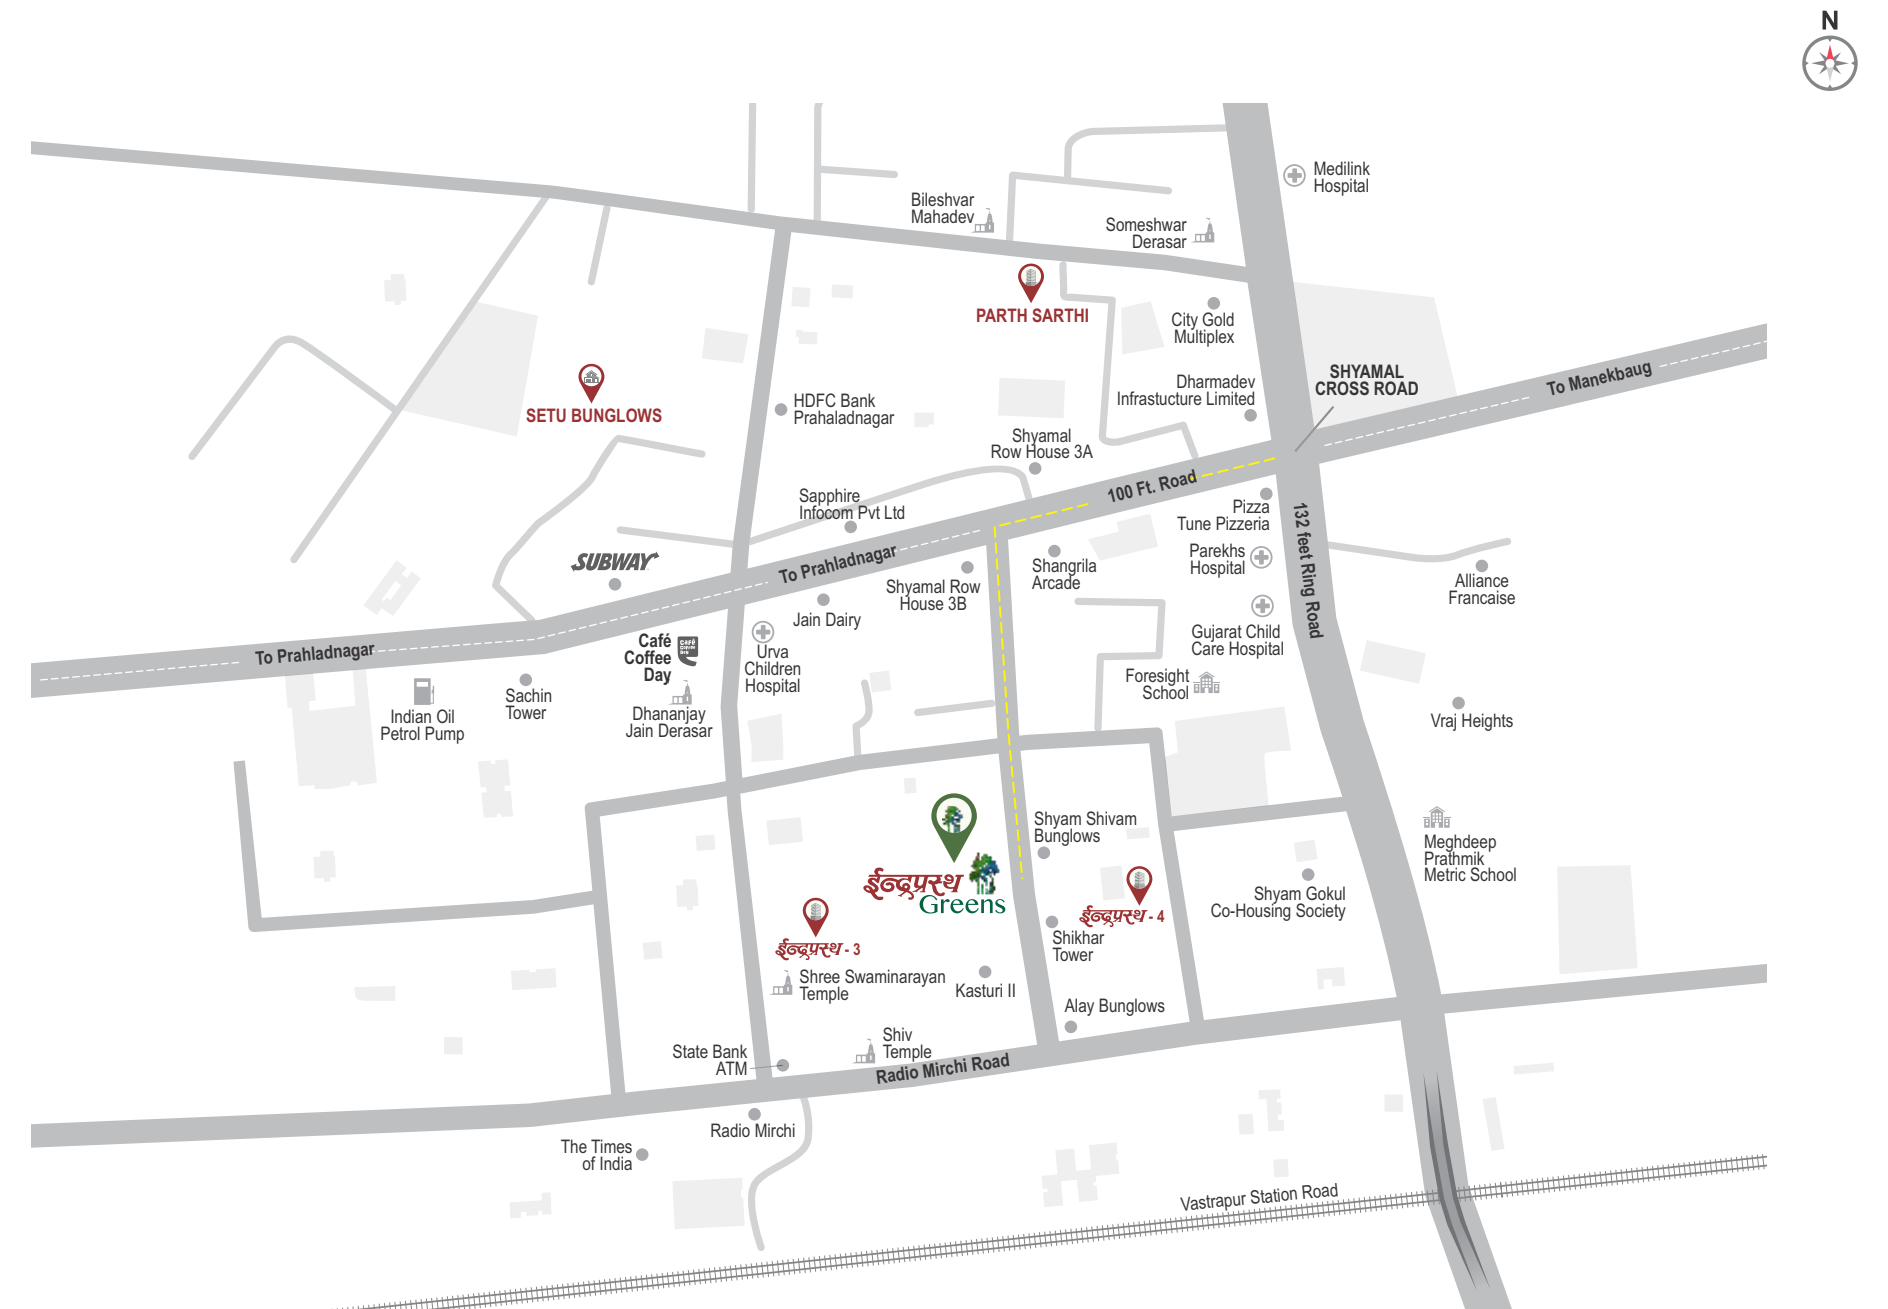 N
Medilink
Hospital
Bileshvar
Mahadev
Someshwar
Derasar
PARTH SARTHI
City Gold
Multiplex
SHYAMAL
CROSS ROAD
To Manekbaug
Dharmadev
Infrastucture Limited
SETU BUNGLOWS
HDFC Bank
Prahaladnagar
Shyamal
Row House 3A
100 Ft. Road
Sapphire
Infocom Pvt Ltd
Pizza
Tune Pizzeria
132 feet Ring Road
SUBWAY
To Prahladnagar
Shyamal Row
House 3B
Shangrila
Arcade
Parekhs
Hospital
Alliance
Francaise
Jain Dairy
Gujarat Child
Care Hospital
To Prahladnagar
Café
Coffee
Day
Café
Coffee
Day
Urva
Children
Hospital
Foresight
School
Indian Oil
Petrol Pump
Sachin
Tower
Dhananjay
Jain Derasar
Vraj Heights
Shyam Shivam
Bunglows
Meghdeep
Prathmik
Metric School
ईन्द्रप्रस्थ
Greens
Shyam Gokul
Co-Housing Society
ईन्द्रप्रस्थ - 4
ईन्द्रप्रस्थ - 3
Shikhar
Tower
Shree Swaminarayan
Temple
Kasturi II
Alay Bunglows
State Bank
ATM
Shiv
Temple
Radio Mirchi Road
Radio Mirchi
The Times
of India
Vastrapur Station Road